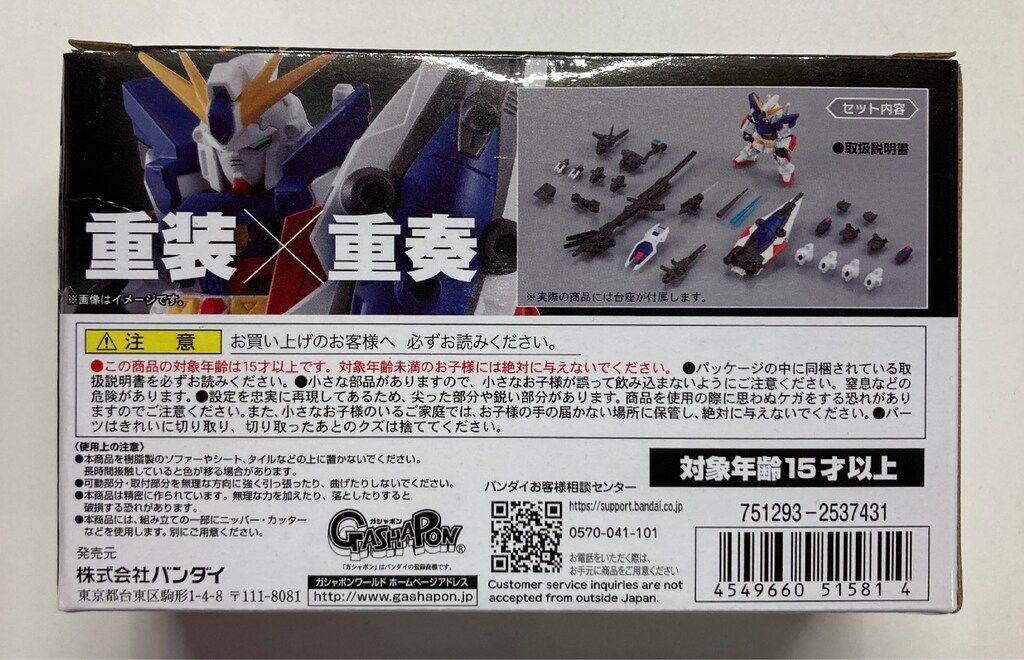 セット内容
●取扱説明書
重装×重奏
※画像はイメージです。
※実際の商品には台座が付属します。
⚠注意
お買い上げのお客様へ 必ずお読みください。
●この商品の対象年齢は15才以上です。対象年齢未満のお子様には絶対に与えないでください。●パッケージの中に同梱されている取
扱説明書を必ずお読みください。●小さな部品がありますので、小さなお子様が誤って飲み込まないようにご注意ください。窒息などの
危険があります。●設定を忠実に再現してあるため、尖った部分や鋭い部分があります。商品を使用の際に思わぬケガをする恐れがあり
ますのでご注意ください。また、小さなお子様のいるご家庭では、お子様の手の届かない場所に保管し、絶対に与えないでください。●パー
ツはきれいに切り取り、切り取ったあとのクズは捨ててください。
〈使用上の注意〉
●本商品を樹脂製のソファーやシート、タイルなどの上に置かないでください。
長時間接触していると色が移る場合があります。
●可動部分・取付部分を無理な方向に強く引っ張ったり、曲げたりしないでください。
●本商品は精密に作られています。無理な力を加えたり、落としたりすると
破損する恐れがあります。
●本商品には、組み立ての一部にニッパー・カッター
などを使用します。別にご用意ください。
発売元
株式会社バンダイ
東京都台東区駒形1-4-8 〒111-8081
ガシャポン
GASHAPON®
「ガシャポン」はバンダイの登録商標です。
ガシャポンワールド ホームページアドレス
http://www.gashapon.jp
バンダイお客様相談センター
https://support.bandai.co.jp
0570-041-101
お電話をいただく際は、
お手元に商品をご用意ください
Customer service inquiries are not
accepted from outside Japan.
対象年齢15才以上
751293-2537431
4549660 51581 4